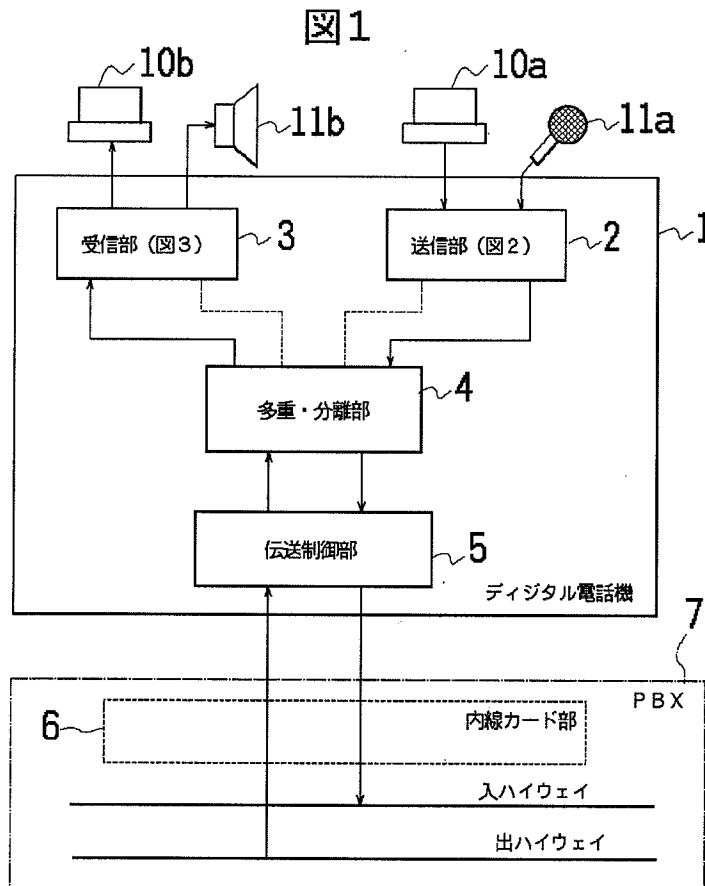 図1
10b
10a
11b
11a
受信部（図3）
3
送信部（図2）
2
1
多重・分離部
4
伝送制御部
5
ディジタル電話機
7
PBX
6
内線カード部
入ハイウェイ
出ハイウェイ